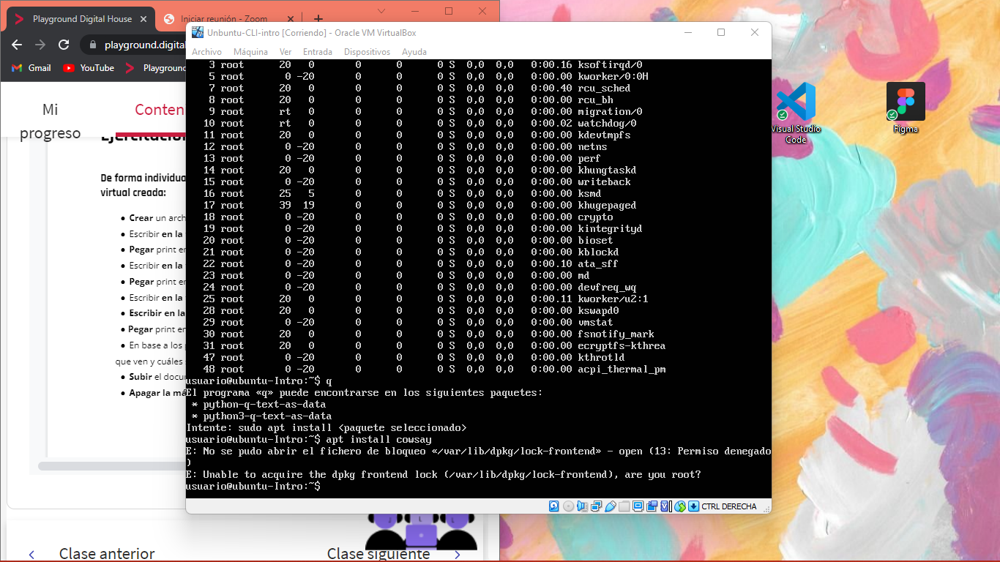 Playground Digital House
Iniciar reunión - Zoom
playground.digital
Gmail
YouTube
Playground
Mi
progreso
Conteni
Ejercitación
De forma individua
virtual creada:
Crear un arch
Escribir en la
Pegar print en
Escribir en la
Pegar print en
Escribir en la
Escribir en la
Pegar print en
En base a los
que ven y cuáles
Subir el docu
Apagar la má
Clase anterior
Clase siguiente
Unbuntu-CLI-intro [Corriendo] - Oracle VM VirtualBox
Archivo Máquina Ver Entrada Dispositivos Ayuda
3 root 20 0 0 0 0 S 0,0 0,0 0:00.16 ksoftirqd/0
5 root 0 -20 0 0 0 S 0,0 0,0 0:00.00 kworker/0:0H
7 root 20 0 0 0 0 S 0,0 0,0 0:00.40 rcu_sched
8 root 20 0 0 0 0 S 0,0 0,0 0:00.00 rcu_bh
9 root rt 0 0 0 0 S 0,0 0,0 0:00.00 migration/0
10 root rt 0 0 0 0 S 0,0 0,0 0:00.02 watchdog/0
11 root 20 0 0 0 0 S 0,0 0,0 0:00.00 kdevtmpfs
12 root 0 -20 0 0 0 S 0,0 0,0 0:00.00 netns
13 root 0 -20 0 0 0 S 0,0 0,0 0:00.00 perf
14 root 20 0 0 0 0 S 0,0 0,0 0:00.00 khungtaskd
15 root 0 -20 0 0 0 S 0,0 0,0 0:00.00 writeback
16 root 25 5 0 0 0 S 0,0 0,0 0:00.00 ksmd
17 root 39 19 0 0 0 S 0,0 0,0 0:00.00 khugepaged
18 root 0 -20 0 0 0 S 0,0 0,0 0:00.00 crypto
19 root 0 -20 0 0 0 S 0,0 0,0 0:00.00 kintegrityd
20 root 0 -20 0 0 0 S 0,0 0,0 0:00.00 bioset
21 root 0 -20 0 0 0 S 0,0 0,0 0:00.00 kblockd
22 root 0 -20 0 0 0 S 0,0 0,0 0:00.10 ata_sff
23 root 0 -20 0 0 0 S 0,0 0,0 0:00.00 md
24 root 0 -20 0 0 0 S 0,0 0,0 0:00.00 devfreq_wq
25 root 20 0 0 0 0 S 0,0 0,0 0:00.11 kworker/u2:1
28 root 20 0 0 0 0 S 0,0 0,0 0:00.00 kswapd0
29 root 0 -20 0 0 0 S 0,0 0,0 0:00.00 vmstat
30 root 20 0 0 0 0 S 0,0 0,0 0:00.00 fsnotify_mark
31 root 20 0 0 0 0 S 0,0 0,0 0:00.00 ecryptfs-kthrea
47 root 0 -20 0 0 0 S 0,0 0,0 0:00.00 kthrotld
48 root 0 -20 0 0 0 S 0,0 0,0 0:00.00 acpi_thermal_pm
usuario@ubuntu-Intro:~$ q
El programa «q» puede encontrarse en los siguientes paquetes:
* python-q-text-as-data
* python3-q-text-as-data
Intente: sudo apt install <paquete seleccionado>
usuario@ubuntu-Intro:~$ apt install cowsay
E: No se pudo abrir el fichero de bloqueo «/var/lib/dpkg/lock-frontend» - open (13: Permiso denegado
)
E: Unable to acquire the dpkg frontend lock (/var/lib/dpkg/lock-frontend), are you root?
usuario@ubuntu-Intro:~$
CTRL DERECHA
Visual Studio
Code
Figma